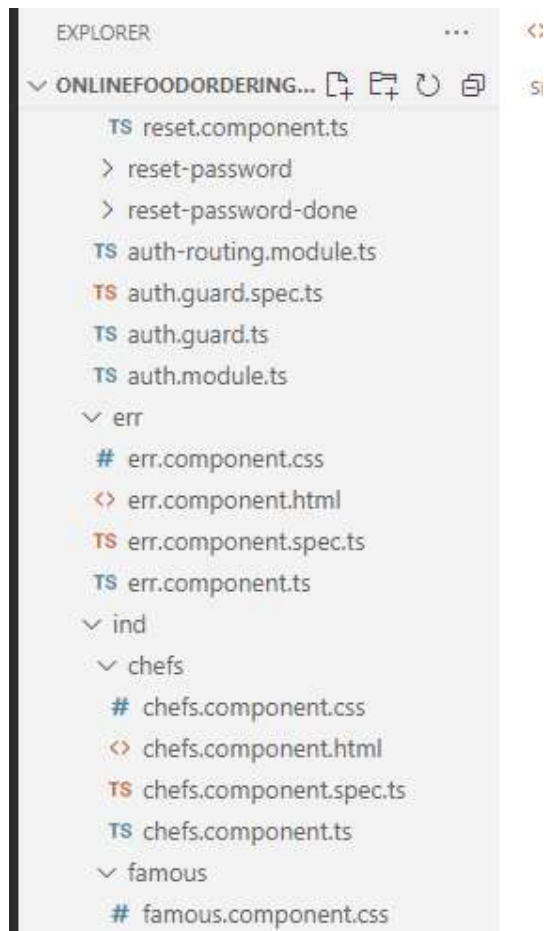 EXPLORER
ONLINEFOODORDERING...
TS reset.component.ts
reset-password
reset-password-done
TS auth-routing.module.ts
TS auth.guard.spec.ts
TS auth.guard.ts
TS auth.module.ts
err
# err.component.css
<> err.component.html
TS err.component.spec.ts
TS err.component.ts
ind
chefs
# chefs.component.css
<> chefs.component.html
TS chefs.component.spec.ts
TS chefs.component.ts
famous
# famous.component.css